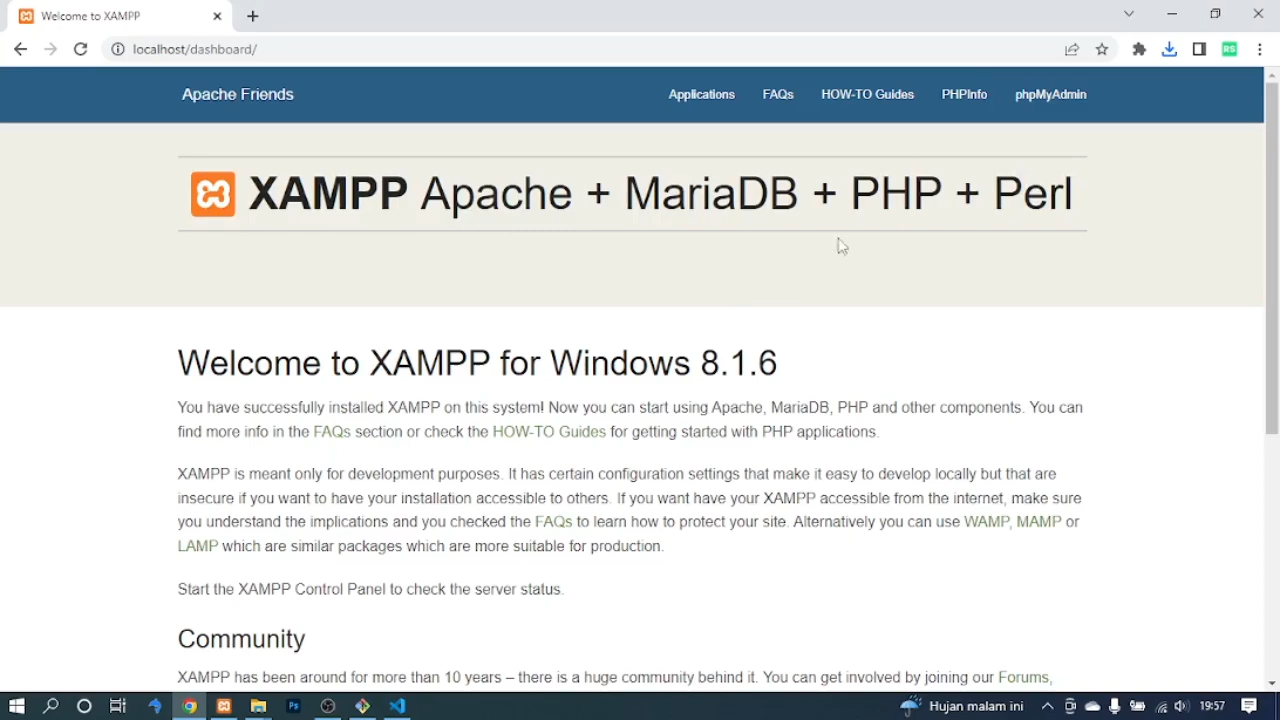 Welcome to XAMPP
localhost/dashboard/
RS
Apache Friends
Applications FAQs HOW-TO Guides PHPInfo phpMyAdmin
XAMPP Apache + MariaDB + PHP + Perl
Welcome to XAMPP for Windows 8.1.6
You have successfully installed XAMPP on this system! Now you can start using Apache, MariaDB, PHP and other components. You can
find more info in the FAQs section or check the HOW-TO Guides for getting started with PHP applications.
XAMPP is meant only for development purposes. It has certain configuration settings that make it easy to develop locally but that are
insecure if you want to have your installation accessible to others. If you want have your XAMPP accessible from the internet, make sure
you understand the implications and you checked the FAQs to learn how to protect your site. Alternatively you can use WAMP, MAMP or
LAMP which are similar packages which are more suitable for production.
Start the XAMPP Control Panel to check the server status.
Community
XAMPP has been around for more than 10 years – there is a huge community behind it. You can get involved by joining our Forums,
Ps
Hujan malam ini
19:57